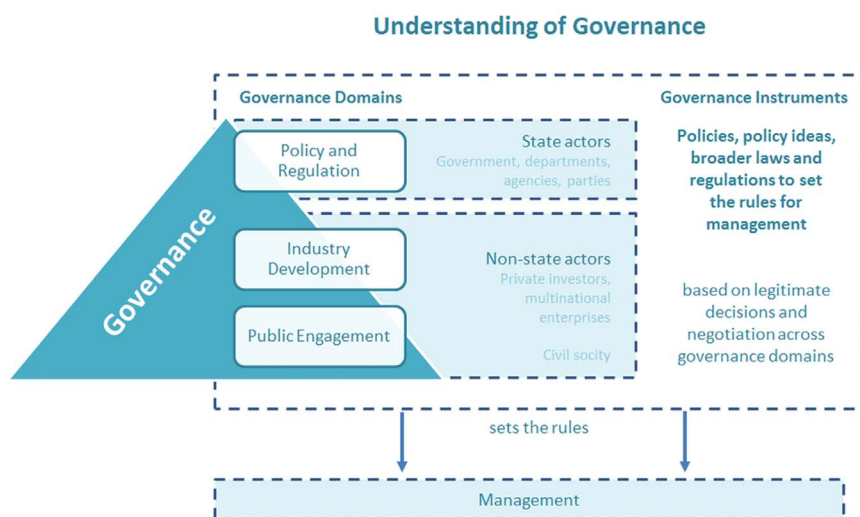 Understanding of Governance
Governance Domains
Governance Instruments
Governance
Policy and
Regulation
State actors
Government, departments,
agencies, parties
Industry
Development
Public Engagement
Non-state actors
Private investors,
multinational
enterprises
Civil socity
Policies, policy ideas,
broader laws and
regulations to set
the rules for
management
based on legitimate
decisions and
negotiation across
governance domains
sets the rules
Management